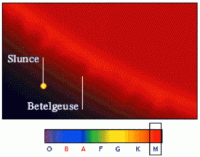 Slunce
Betelgeuse
O B A F G K M